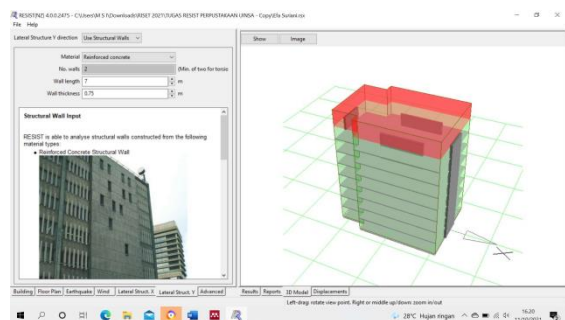 RESIST(NZ) 4.0.0.2475 - C:\Users\M S I\Downloads\RISET 2021\TUGAS RESIST PERPUSTAKAAN UINSA - Copy\Efa Suriani.rsx
File Help
Lateral Structure Y direction Use Structural Walls
Material Reinforced concrete
No. walls 2 (Min. of two for torsio
Wall length 7 m
Wall thickness 0.75 m
Structural Wall Input
RESIST is able to analyse structural walls constructed from the following
material types:
Reinforced Concrete Structural Wall
Show Image
Building Floor Plan Earthquake Wind Lateral Struct. X Lateral Struct. Y Advanced
Results Reports 3D Model Displacements
Left-drag rotate view point. Right or middle up/down: zoom in/out
28°C Hujan ringan 16.20